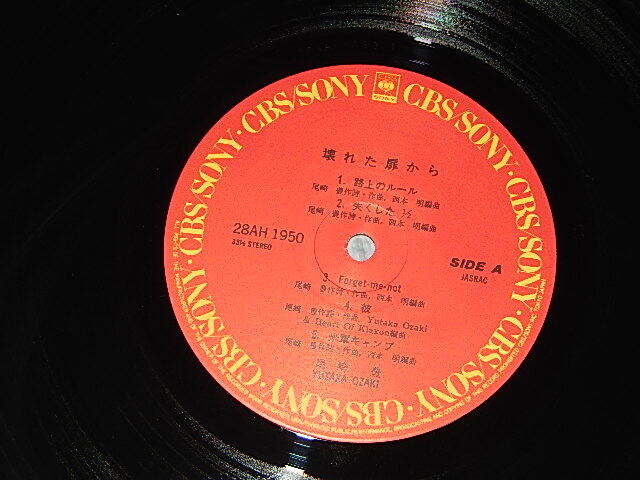 CBS/SONY · CBS/SONY · CBS/SONY · CBS/SONY · CBS/SONY · CBS/SONY
CBS
SONY
壊れた扉から
1. 路上のルール
尾崎 豊作詩・作曲, 西本 明編曲
2. 失くした 1/2
尾崎 豊作詩・作曲, 西本 明編曲
28AH 1950
33⅓ STEREO
SIDE A
JASRAC
3. Forget-me-not
尾崎 豊作詩・作曲, 西本 明編曲
4. 彼
尾崎 豊作詩・作曲, Yutaka Ozaki
& Heart Of Klaxon編曲
5. 米軍キャンプ
尾崎 豊作詩・作曲, 西本 明編曲
尾崎 豊
YUTAKA OZAKI